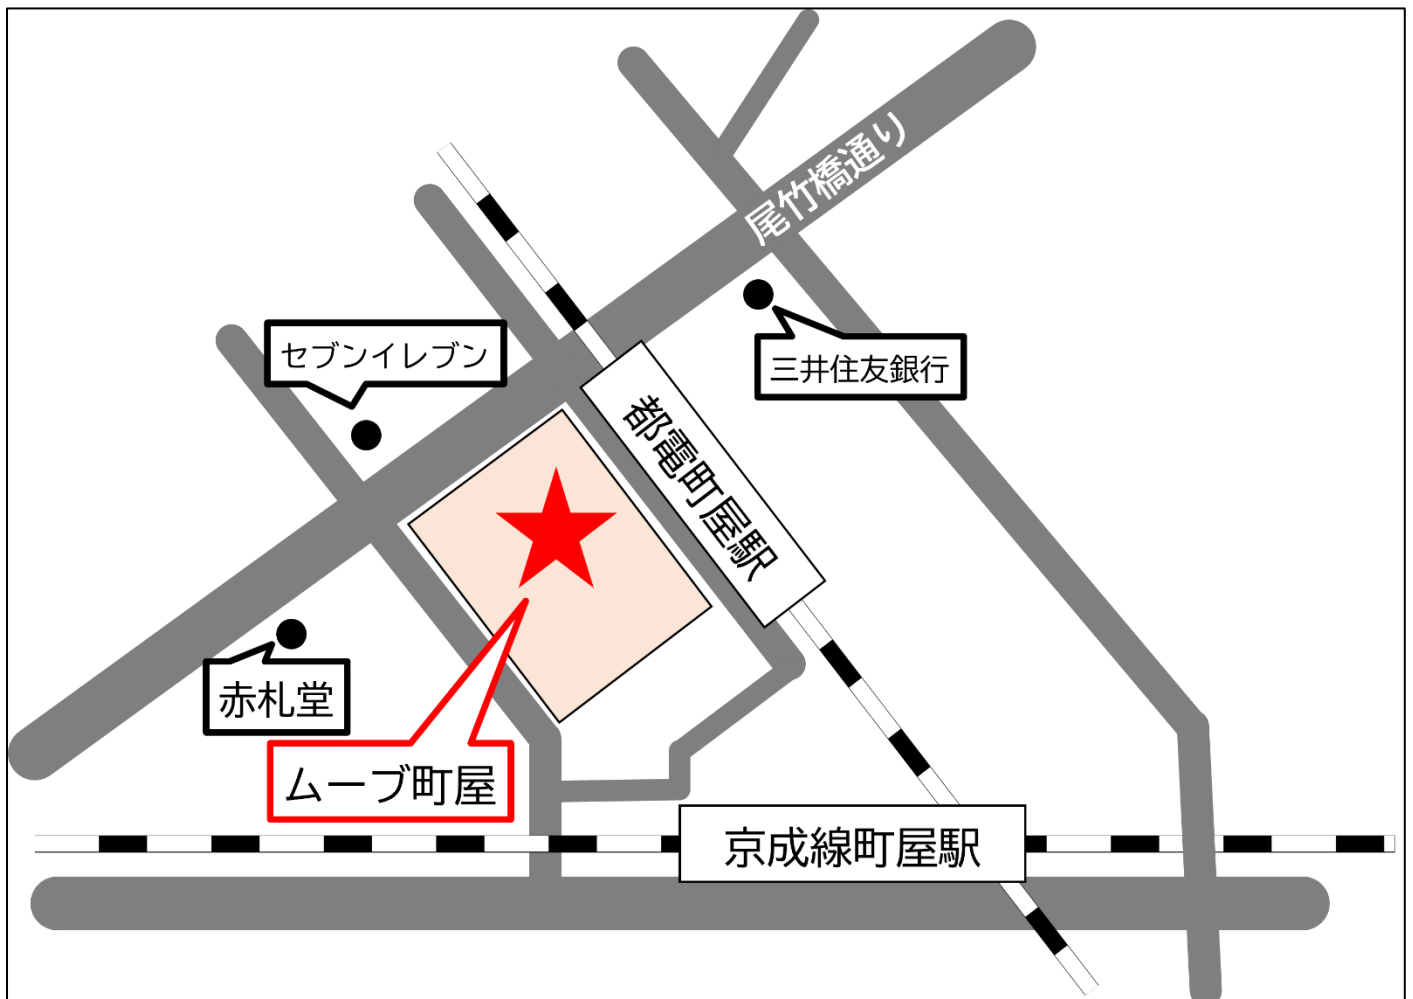 尾竹橋通り
セブンイレブン
三井住友銀行
都電町屋駅
赤札堂
ムーブ町屋
京成線町屋駅